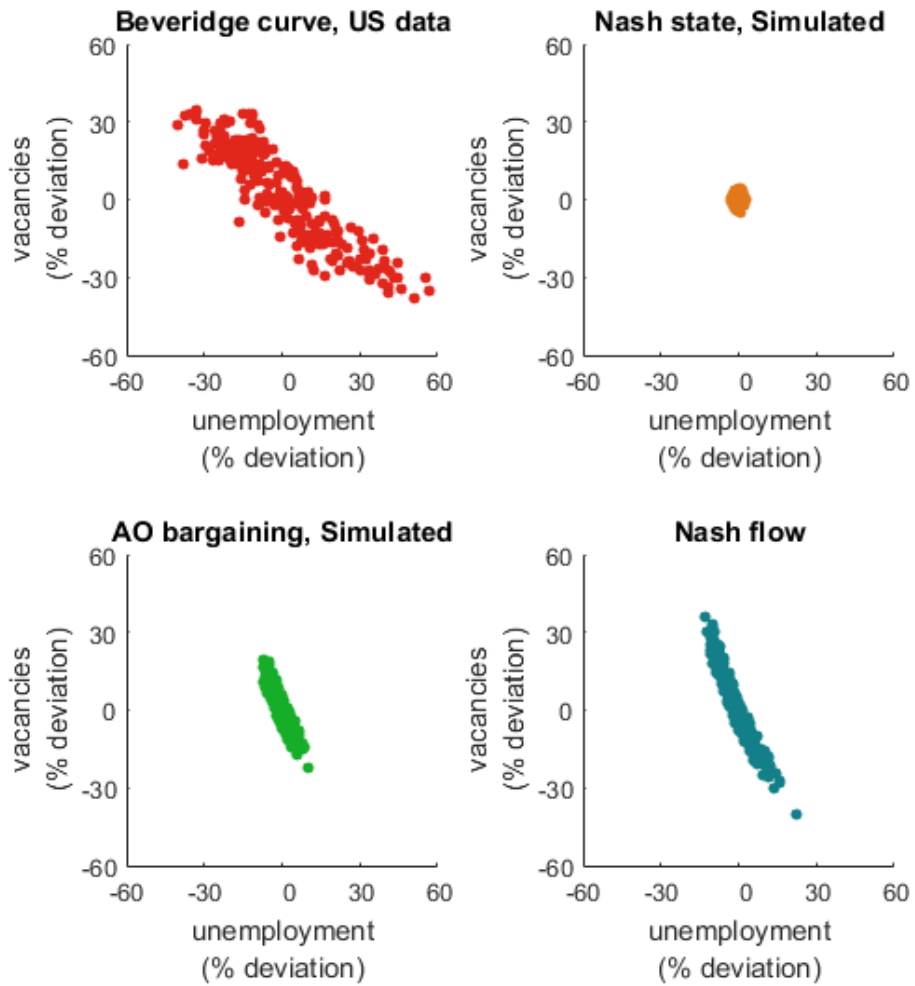 Beveridge curve, US data
60
30
0
-30
-60
vacancies
(% deviation)
-60 -30 0 30 60
unemployment
(% deviation)
Nash state, Simulated
60
30
0
-30
-60
vacancies
(% deviation)
-60 -30 0 30 60
unemployment
(% deviation)
AO bargaining, Simulated
60
30
0
-30
-60
vacancies
(% deviation)
-60 -30 0 30 60
unemployment
(% deviation)
Nash flow
60
30
0
-30
-60
vacancies
(% deviation)
-60 -30 0 30 60
unemployment
(% deviation)